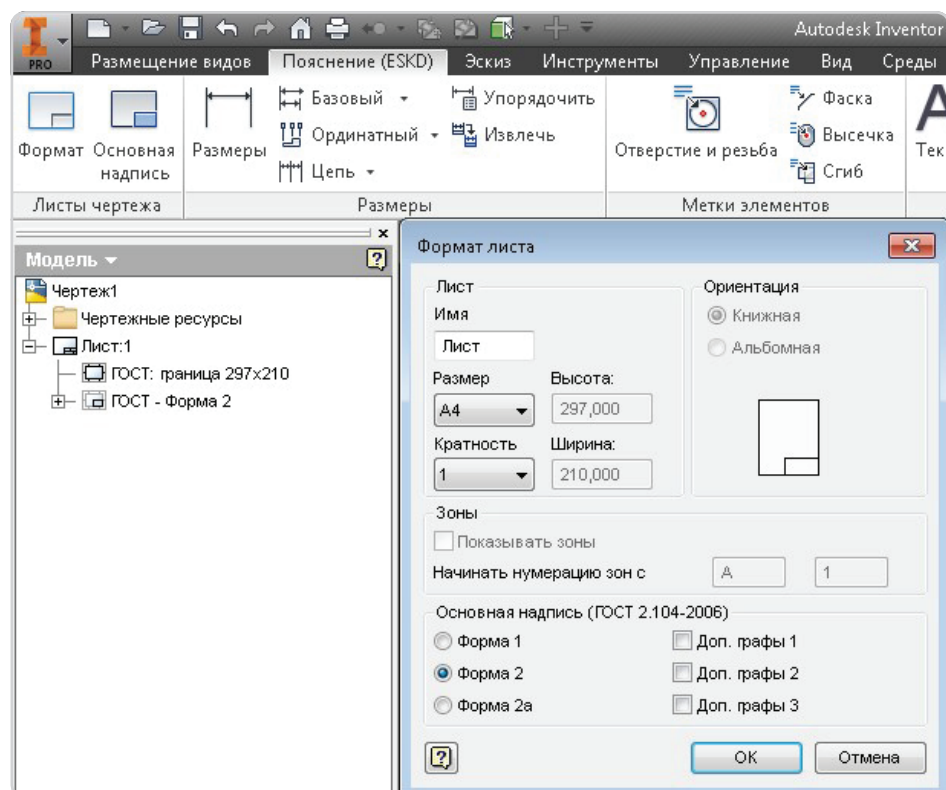 Autodesk Inventor
PRO
Размещение видов Пояснение (ESKD) Эскиз Инструменты Управление Вид Среды
Формат
Основная
надпись
Листы чертежа
Размеры
Базовый
Ординатный
Цепь
Упорядочить
Извлечь
Размеры
Отверстие и резьба
Фаска
Высечка
Сгиб
Метки элементов
A
Тек
Модель
Чертеж1
Чертежные ресурсы
Лист:1
ГОСТ: граница 297x210
ГОСТ - Форма 2
Формат листа
Лист
Имя
Лист
Размер Высота:
A4 297,000
Кратность Ширина:
1 210,000
Ориентация
Книжная
Альбомная
Зоны
Показывать зоны
Начинать нумерацию зон с A 1
Основная надпись (ГОСТ 2.104-2006)
Форма 1 Доп. графы 1
Форма 2 Доп. графы 2
Форма 2а Доп. графы 3
? OK Отмена